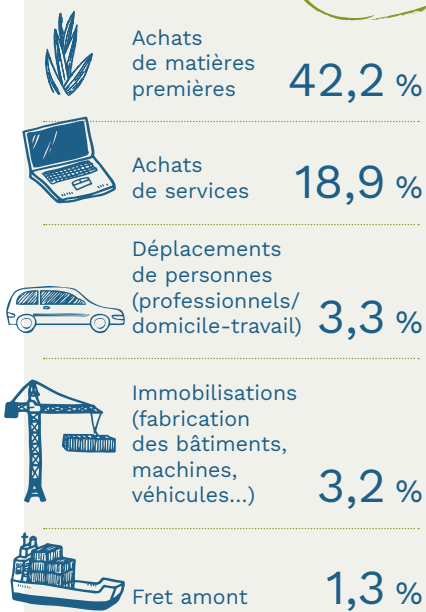 Achats
de matières
premières
42,2 %
Achats
de services
18,9 %
Déplacements
de personnes
(professionnels/
domicile-travail)
3,3 %
Immobilisations
(fabrication
des bâtiments,
machines,
véhicules...)
3,2 %
Fret amont
1,3 %